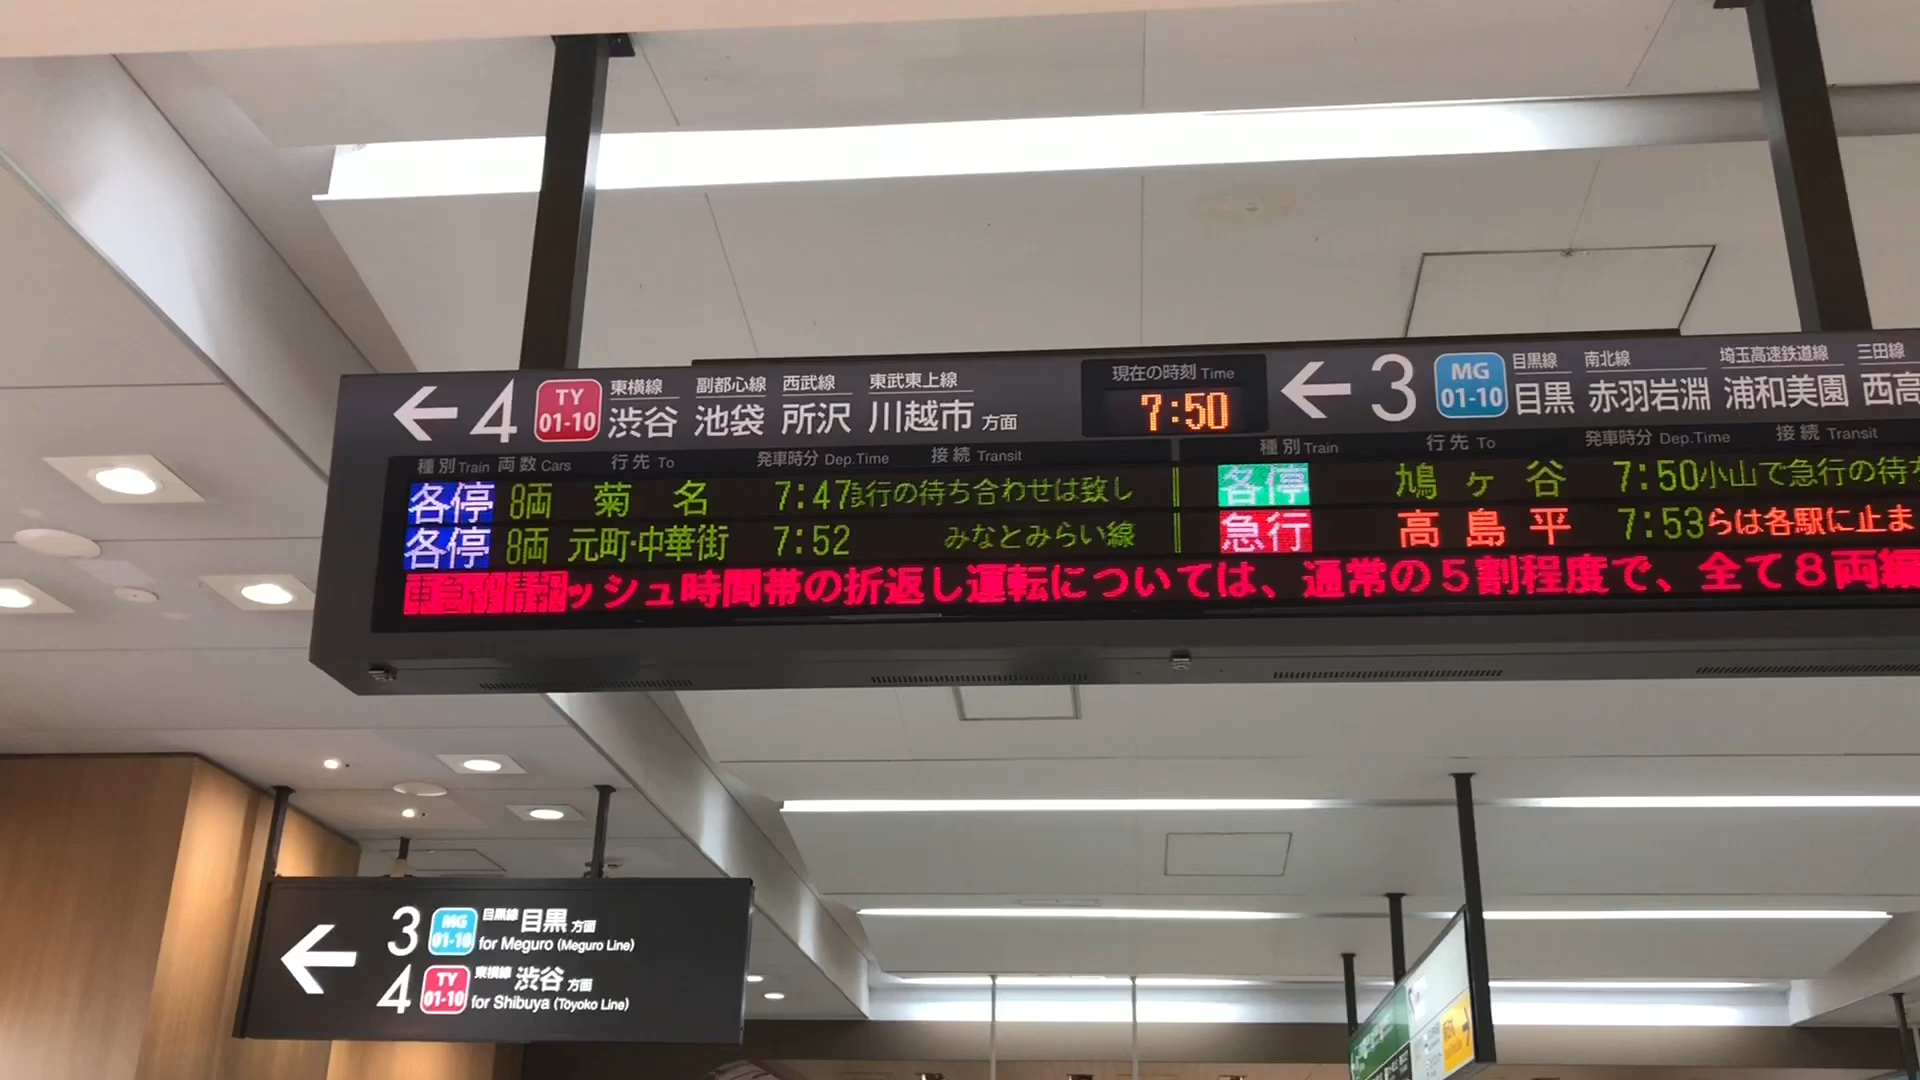 ← 4 TY 01-10 東横線 渋谷 副都心線 池袋 西武線 所沢 東武東上線 川越市 方面
現在の時刻 Time 7:50
← 3 MG 01-10 目黒線 目黒 南北線 赤羽岩淵 埼玉高速鉄道線 浦和美園 三田線 西高
種別 Train 両数 Cars 行先 To 発車時分 Dep.Time 接続 Transit
各停 8両 菊名 7:47 急行の待ち合わせは致し
各停 8両 元町・中華街 7:52 みなとみらい線
種別 Train 行先 To 発車時分 Dep.Time 接続 Transit
各停 鳩ヶ谷 7:50 小山で急行の待ち
急行 高島平 7:53 らは各駅に止ま
東急線情報 ッシュ時間帯の折返し運転については、通常の5割程度で、全て8両編
← 3 MG 01-10 目黒線 目黒 方面
for Meguro (Meguro Line)
4 TY 01-10 東横線 渋谷 方面
for Shibuya (Toyoko Line)